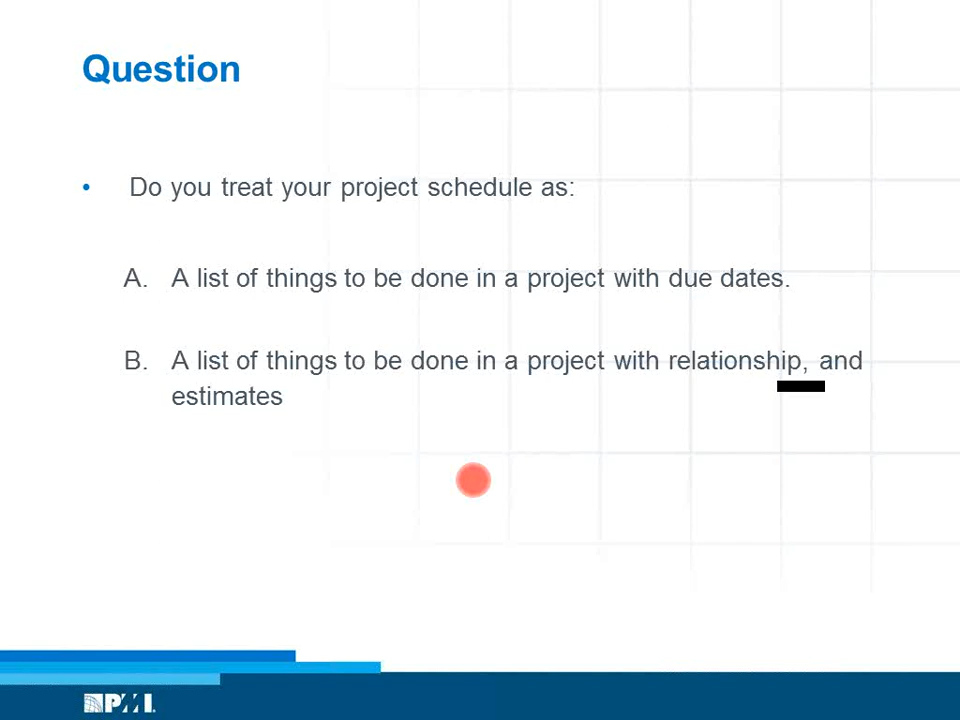 Question
• Do you treat your project schedule as:
A. A list of things to be done in a project with due dates.
B. A list of things to be done in a project with relationship, and
estimates
PMI